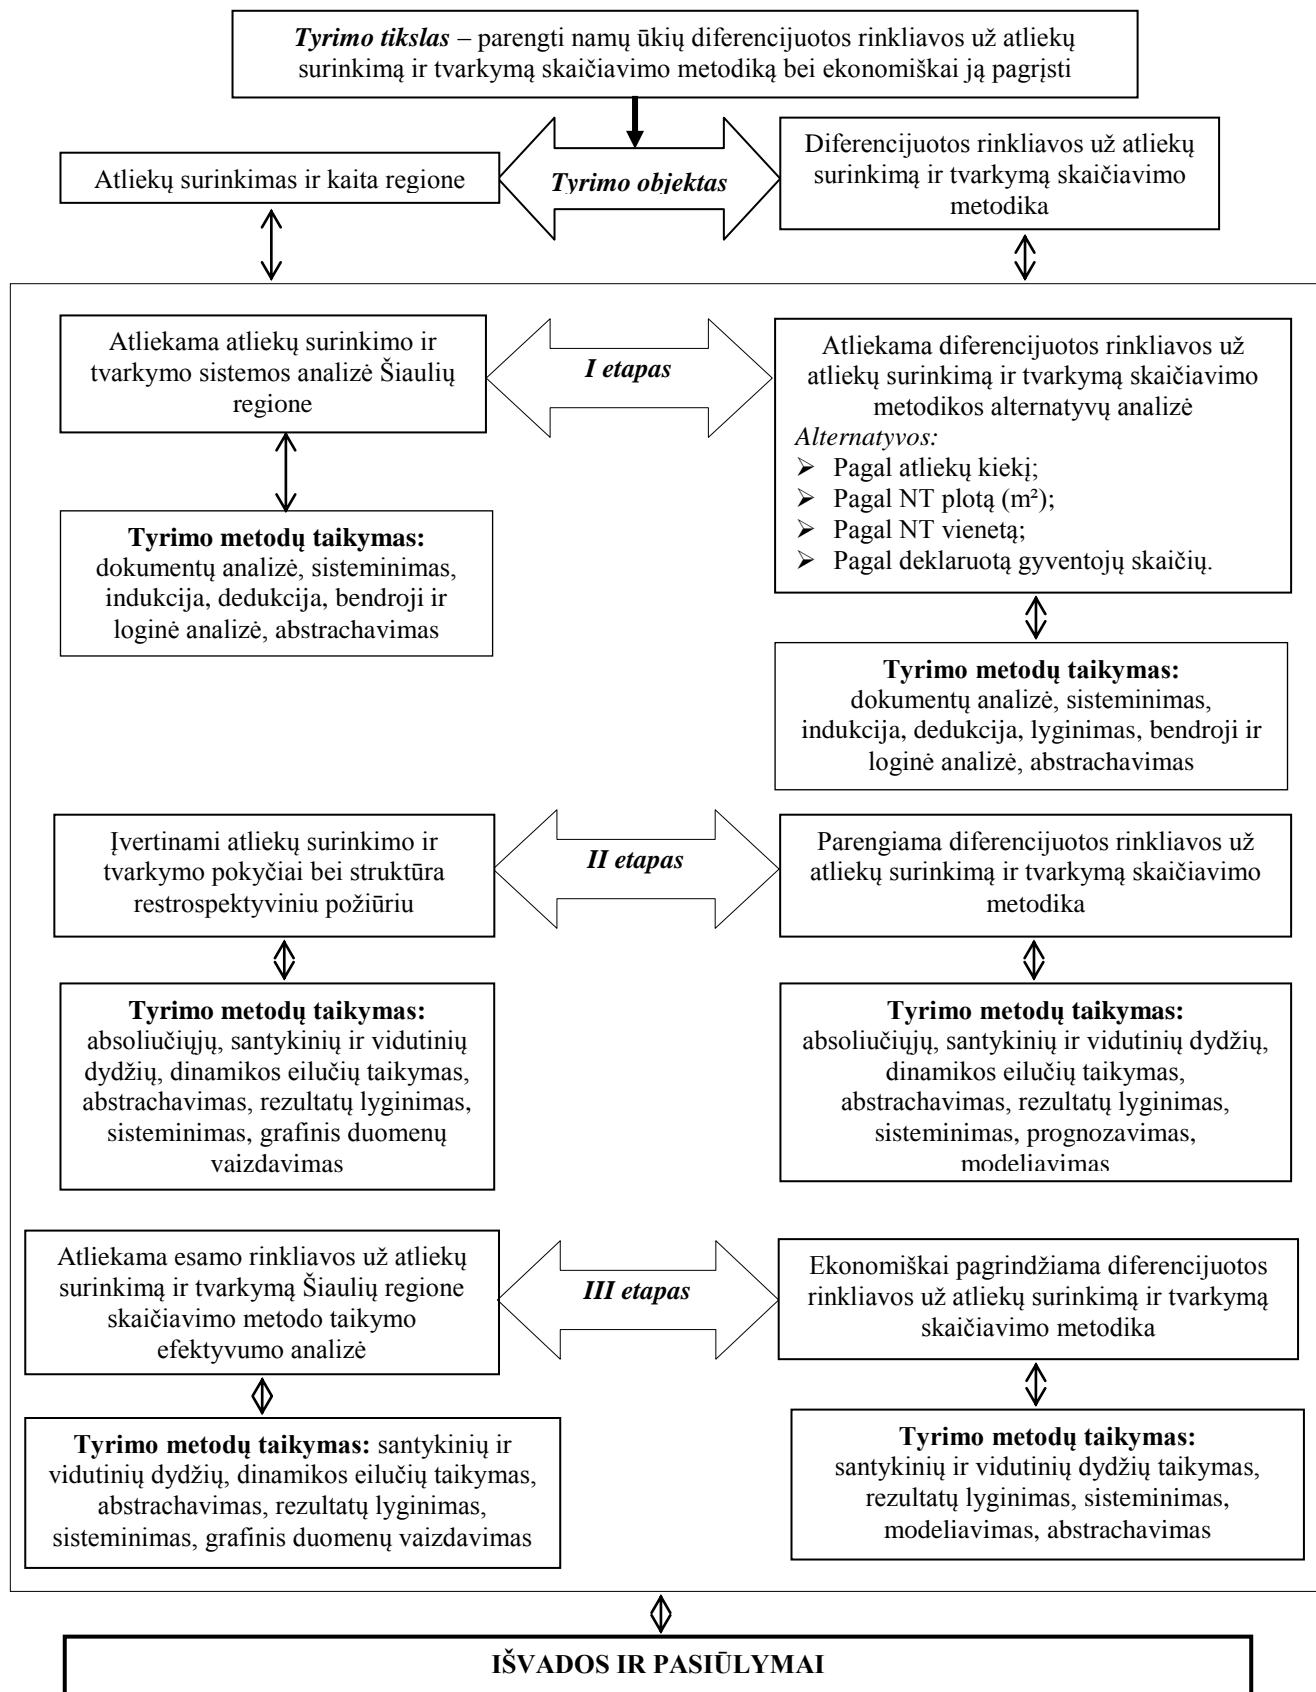 Tyrimo tikslas – parengti namų ūkių diferencijuotos rinkliavos už atliekų
surinkimą ir tvarkymą skaičiavimo metodiką bei ekonomiškai ją pagrįsti
Atliekų surinkimas ir kaita regione
Tyrimo objektas
Diferencijuotos rinkliavos už atliekų
surinkimą ir tvarkymą skaičiavimo
metodika
Atliekama atliekų surinkimo ir
tvarkymo sistemos analizė Šiaulių
regione
I etapas
Atliekama diferencijuotos rinkliavos už
atliekų surinkimą ir tvarkymą skaičiavimo
metodikos alternatyvų analizė
Alternatyvos:
➢ Pagal atliekų kiekį;
➢ Pagal NT plotą (m²);
➢ Pagal NT vienetą;
➢ Pagal deklaruotą gyventojų skaičių.
Tyrimo metodų taikymas:
dokumentų analizė, sisteminimas,
indukcija, dedukcija, bendroji ir
loginė analizė, abstrachavimas
Tyrimo metodų taikymas:
dokumentų analizė, sisteminimas,
indukcija, dedukcija, lyginimas, bendroji ir
loginė analizė, abstrachavimas
Įvertinami atliekų surinkimo ir
tvarkymo pokyčiai bei struktūra
restrospektyviniu požiūriu
II etapas
Parengiama diferencijuotos rinkliavos už
atliekų surinkimą ir tvarkymą skaičiavimo
metodika
Tyrimo metodų taikymas:
absoliučiųjų, santykinių ir vidutinių
dydžių, dinamikos eilučių taikymas,
abstrachavimas, rezultatų lyginimas,
sisteminimas, grafinis duomenų
vaizdavimas
Tyrimo metodų taikymas:
absoliučiųjų, santykinių ir vidutinių dydžių,
dinamikos eilučių taikymas,
abstrachavimas, rezultatų lyginimas,
sisteminimas, prognozavimas,
modeliavimas
Atliekama esamo rinkliavos už atliekų
surinkimą ir tvarkymą Šiaulių regione
skaičiavimo metodo taikymo
efektyvumo analizė
III etapas
Ekonomiškai pagrindžiama diferencijuotos
rinkliavos už atliekų surinkimą ir tvarkymą
skaičiavimo metodika
Tyrimo metodų taikymas: santykinių ir
vidutinių dydžių, dinamikos eilučių taikymas,
abstrachavimas, rezultatų lyginimas,
sisteminimas, grafinis duomenų vaizdavimas
Tyrimo metodų taikymas:
santykinių ir vidutinių dydžių taikymas,
rezultatų lyginimas, sisteminimas,
modeliavimas, abstrachavimas
IŠVADOS IR PASIŪLYMAI